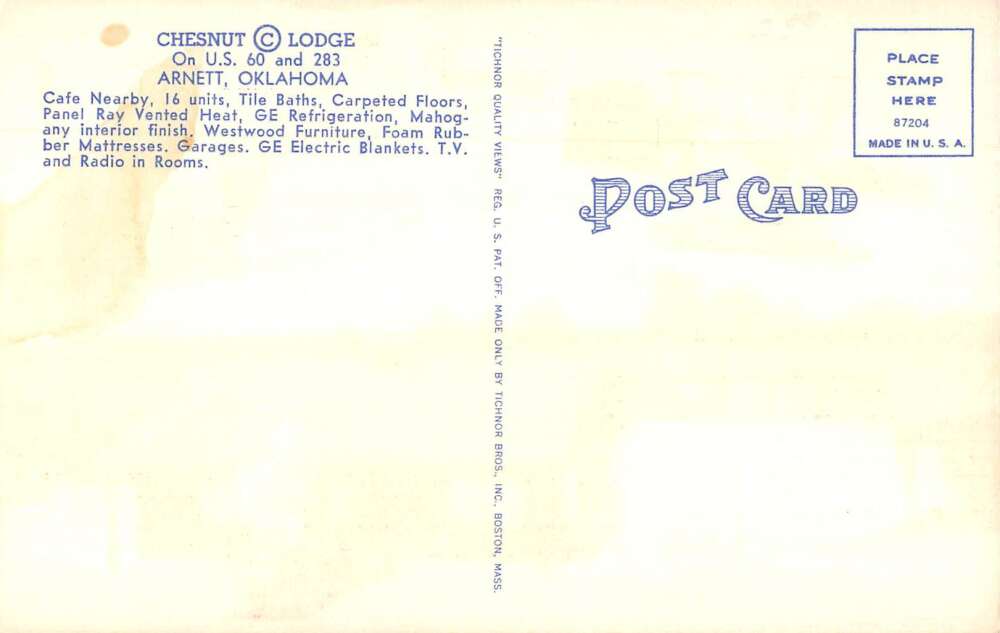 CHESNUT © LODGE
On U.S. 60 and 283
ARNETT, OKLAHOMA
Cafe Nearby, 16 units, Tile Baths, Carpeted Floors,
Panel Ray Vented Heat, GE Refrigeration, Mahog-
any interior finish. Westwood Furniture, Foam Rub-
ber Mattresses. Garages. GE Electric Blankets. T.V.
and Radio in Rooms.
"TICHNOR QUALITY VIEWS" REG. U. S. PAT. OFF. MADE ONLY BY TICHNOR BROS., INC., BOSTON, MASS.
PLACE
STAMP
HERE
87204
MADE IN U. S. A.
POST CARD